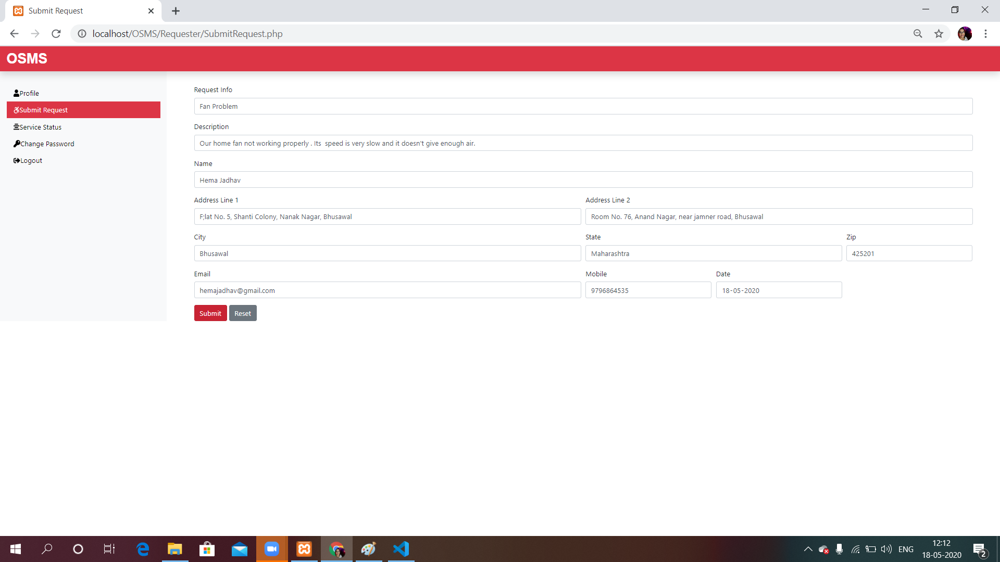 Submit Request
localhost/OSMS/Requester/SubmitRequest.php
OSMS
Profile
Submit Request
Service Status
Change Password
Logout
Request Info
Fan Problem
Description
Our home fan not working properly . Its  speed is very slow and it doesn't give enough air.
Name
Hema Jadhav
Address Line 1 Address Line 2
F;lat No. 5, Shanti Colony, Nanak Nagar, Bhusawal Room No. 76, Anand Nagar, near jamner road, Bhusawal
City State Zip
Bhusawal Maharashtra 425201
Email Mobile Date
hemajadhav@gmail.com 9796864535 18-05-2020
Submit Reset
ENG 12:12
18-05-2020 2